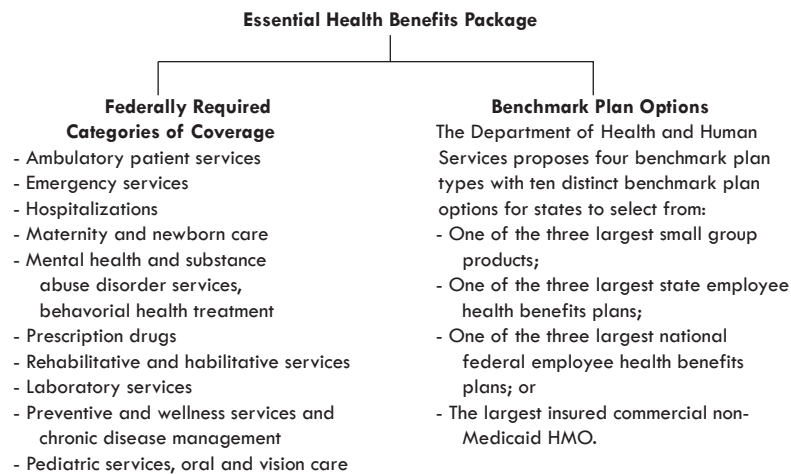 Essential Health Benefits Package
Federally Required
Categories of Coverage
- Ambulatory patient services
- Emergency services
- Hospitalizations
- Maternity and newborn care
- Mental health and substance
abuse disorder services,
behavorial health treatment
- Prescription drugs
- Rehabilitative and habilitative services
- Laboratory services
- Preventive and wellness services and
chronic disease management
- Pediatric services, oral and vision care
Benchmark Plan Options
The Department of Health and Human
Services proposes four benchmark plan
types with ten distinct benchmark plan
options for states to select from:
- One of the three largest small group
products;
- One of the three largest state employee
health benefits plans;
- One of the three largest national
federal employee health benefits
plans; or
- The largest insured commercial non-
Medicaid HMO.